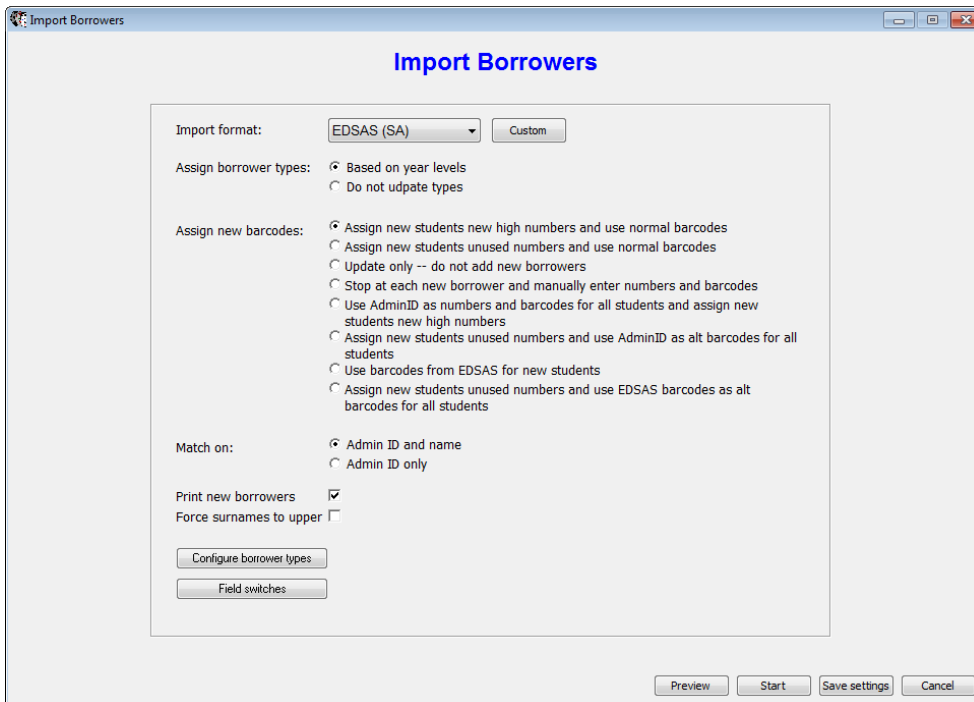 Import Borrowers
Import Borrowers
Import format: EDSAS (SA) Custom
Assign borrower types: Based on year levels
Do not udpate types
Assign new barcodes: Assign new students new high numbers and use normal barcodes
Assign new students unused numbers and use normal barcodes
Update only -- do not add new borrowers
Stop at each new borrower and manually enter numbers and barcodes
Use AdminID as numbers and barcodes for all students and assign new
students new high numbers
Assign new students unused numbers and use AdminID as alt barcodes for all
students
Use barcodes from EDSAS for new students
Assign new students unused numbers and use EDSAS barcodes as alt
barcodes for all students
Match on: Admin ID and name
Admin ID only
Print new borrowers
Force surnames to upper
Configure borrower types
Field switches
Preview Start Save settings Cancel